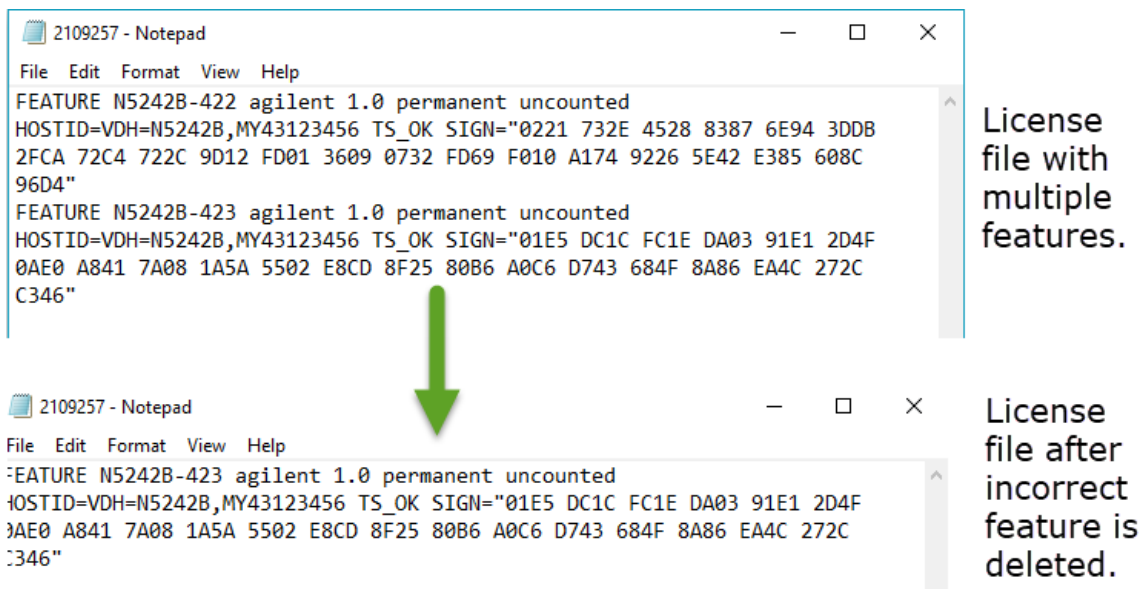 2109257 - Notepad
File Edit Format View Help
FEATURE N5242B-422 agilent 1.0 permanent uncounted
HOSTID=VDH=N5242B,MY43123456 TS_OK SIGN="0221 732E 4528 8387 6E94 3DDB
2FCA 72C4 722C 9D12 FD01 3609 0732 FD69 F010 A174 9226 5E42 E385 608C
96D4"
FEATURE N5242B-423 agilent 1.0 permanent uncounted
HOSTID=VDH=N5242B,MY43123456 TS_OK SIGN="01E5 DC1C FC1E DA03 91E1 2D4F
0AE0 A841 7A08 1A5A 5502 E8CD 8F25 80B6 A0C6 D743 684F 8A86 EA4C 272C
C346"
License
file with
multiple
features.
2109257 - Notepad
File Edit Format View Help
FEATURE N5242B-423 agilent 1.0 permanent uncounted
HOSTID=VDH=N5242B,MY43123456 TS_OK SIGN="01E5 DC1C FC1E DA03 91E1 2D4F
0AE0 A841 7A08 1A5A 5502 E8CD 8F25 80B6 A0C6 D743 684F 8A86 EA4C 272C
C346"
License
file after
incorrect
feature is
deleted.